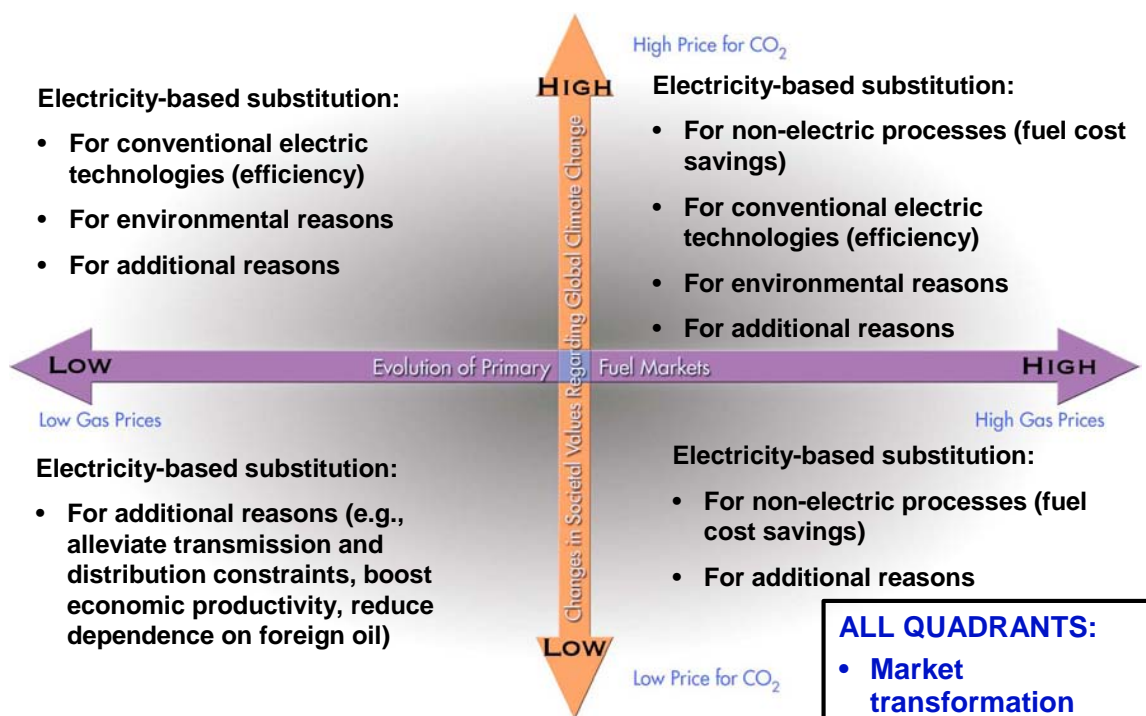 High Price for CO2
HIGH
Electricity-based substitution:
• For conventional electric
technologies (efficiency)
• For environmental reasons
• For additional reasons
Electricity-based substitution:
• For non-electric processes (fuel cost
savings)
• For conventional electric
technologies (efficiency)
• For environmental reasons
• For additional reasons
Changes in Societal Values Regarding Global Climate Change
LOW
Evolution of Primary Fuel Markets
HIGH
Low Gas Prices
High Gas Prices
Electricity-based substitution:
• For additional reasons (e.g.,
alleviate transmission and
distribution constraints, boost
economic productivity, reduce
dependence on foreign oil)
Electricity-based substitution:
• For non-electric processes (fuel
cost savings)
• For additional reasons
LOW
Low Price for CO2
ALL QUADRANTS:
• Market
transformation